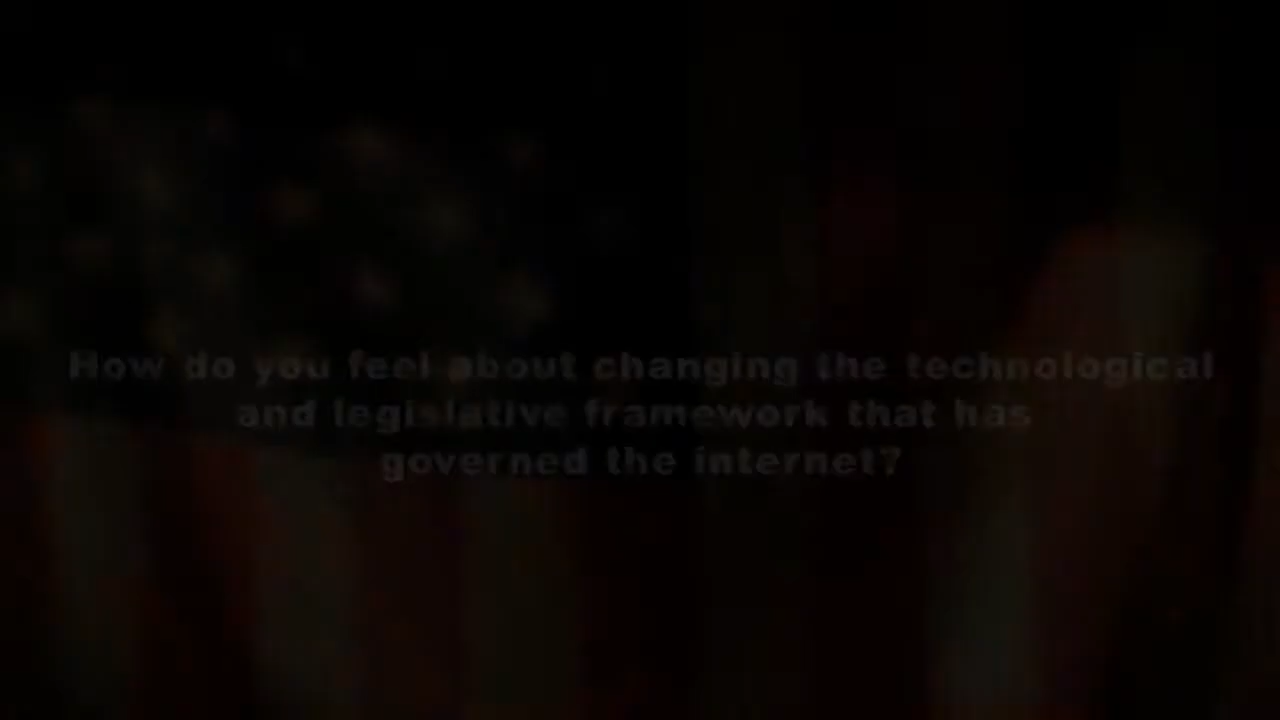 How do you feel about changing the technological
and legislative framework that has
governed the internet?